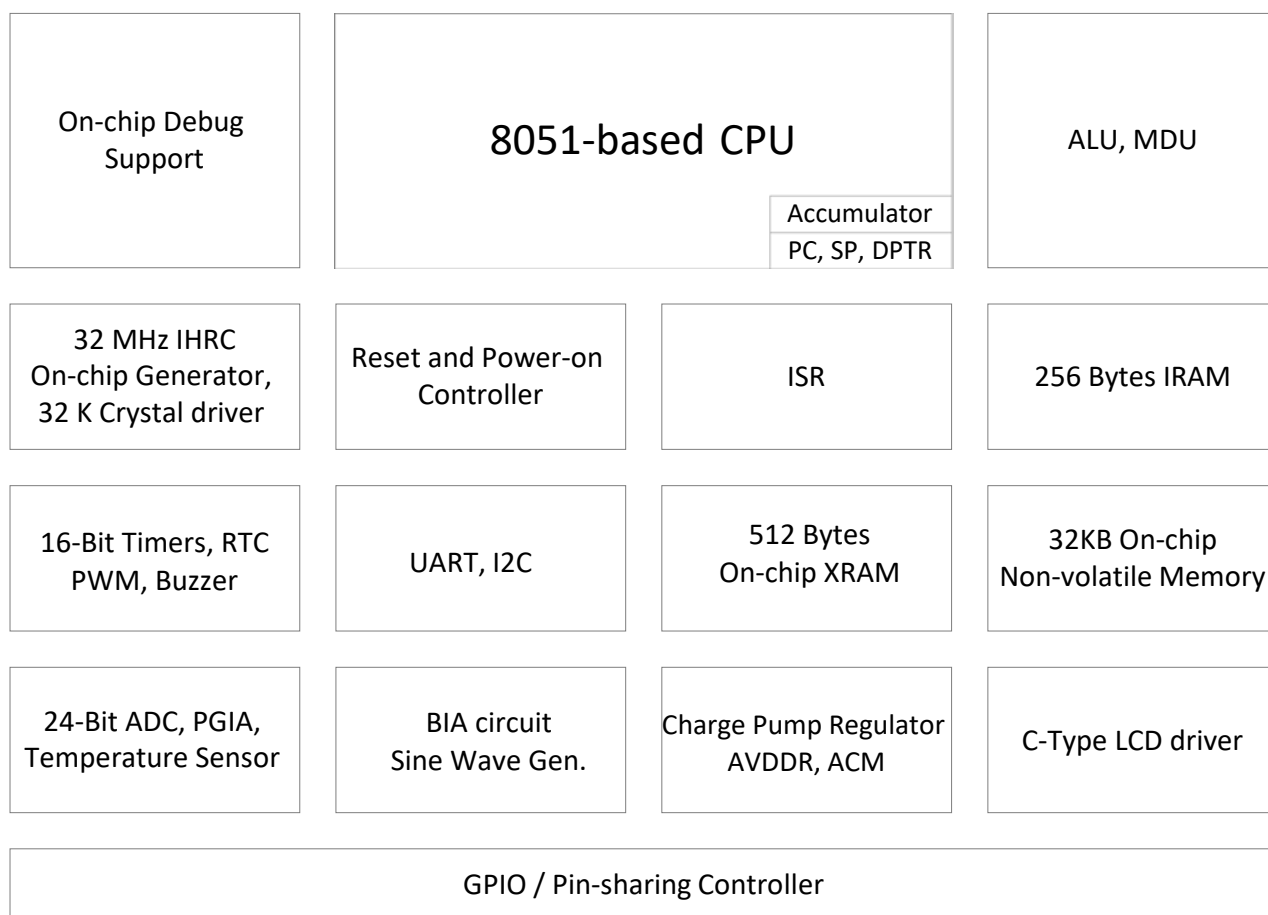 On-chip Debug
Support
8051-based CPU
Accumulator
PC, SP, DPTR
ALU, MDU
32 MHz IHRC
On-chip Generator,
32 K Crystal driver
Reset and Power-on
Controller
ISR
256 Bytes IRAM
16-Bit Timers, RTC
PWM, Buzzer
UART, I2C
512 Bytes
On-chip XRAM
32KB On-chip
Non-volatile Memory
24-Bit ADC, PGIA,
Temperature Sensor
BIA circuit
Sine Wave Gen.
Charge Pump Regulator
AVDDR, ACM
C-Type LCD driver
GPIO / Pin-sharing Controller